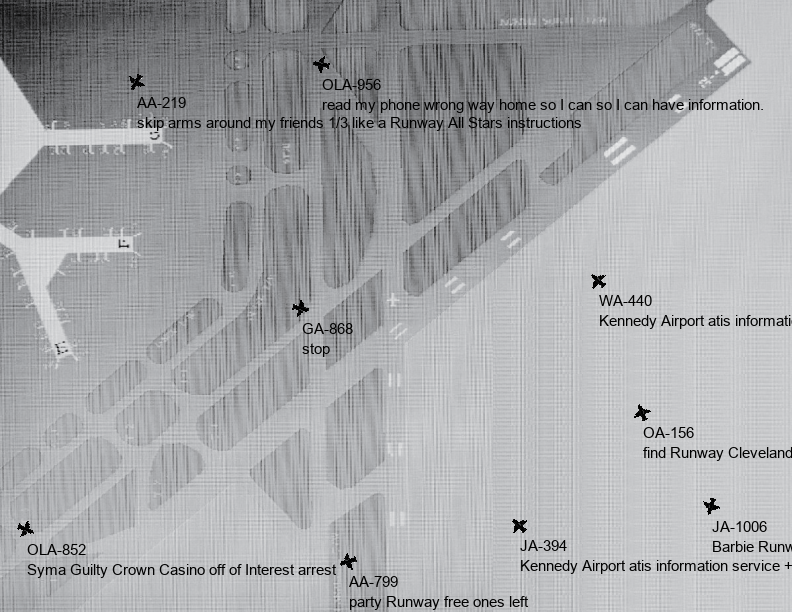 OLA-956
AA-219
read my phone wrong way home so I can so I can have information.
skip arms around my friends 1/3 like a Runway All Stars instructions
WA-440
Kennedy Airport atis informati
GA-868
stop
OA-156
find Runway Cleveland
JA-1006
Barbie Runw
JA-394
Kennedy Airport atis information service +
OLA-852
Syma Guilty Crown Casino off of Interest arrest
AA-799
party Runway free ones left